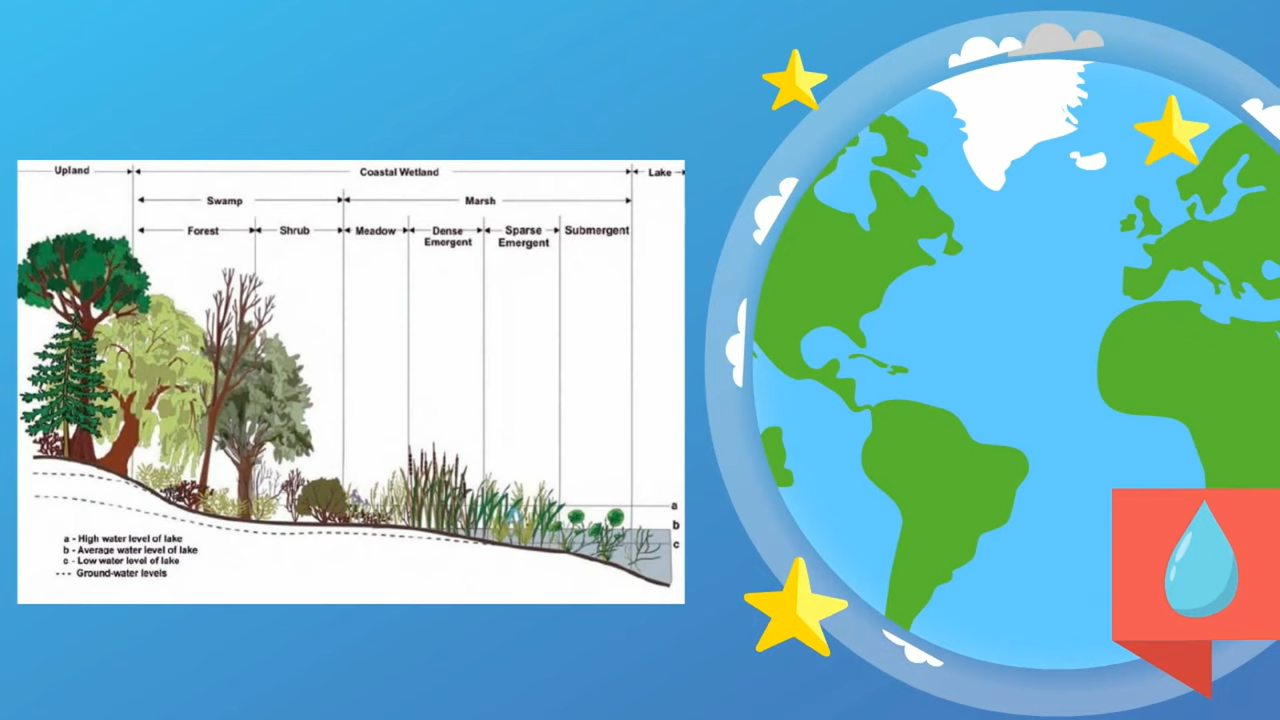 Upland
Coastal Wetland
Lake
Swamp
Marsh
Forest
Shrub
Meadow
Dense
Emergent
Sparse
Emergent
Submergent
a
b
c
a - High water level of lake
b - Average water level of lake
c - Low water level of lake
--- Ground-water levels